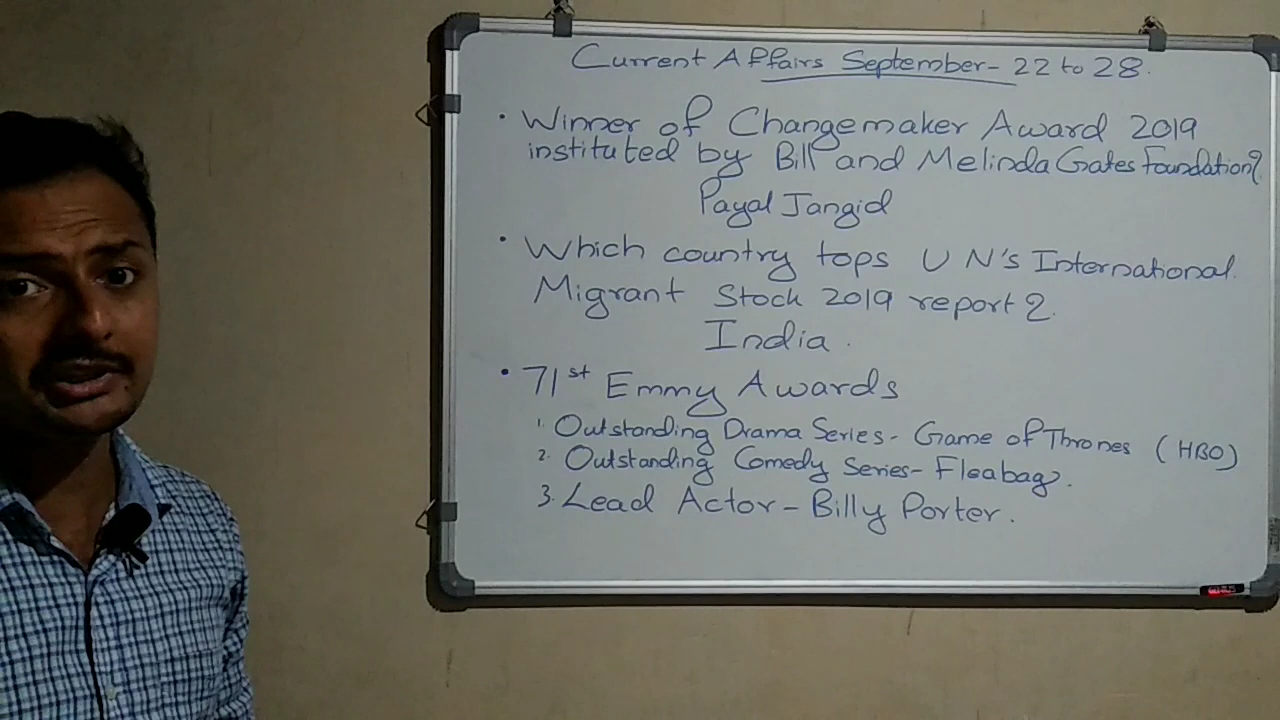 Current Affairs September- 22 to 28.
• Winner of Changemaker Award 2019
instituted by Bill and Melinda Gates Foundation?
Payal Jangid
• Which country tops UN's International
Migrant Stock 2019 report?
India.
• 71st Emmy Awards
1. Outstanding Drama Series- Game of Thrones (HBO)
2. Outstanding Comedy Series- Fleabag.
3. Lead Actor- Billy Porter.